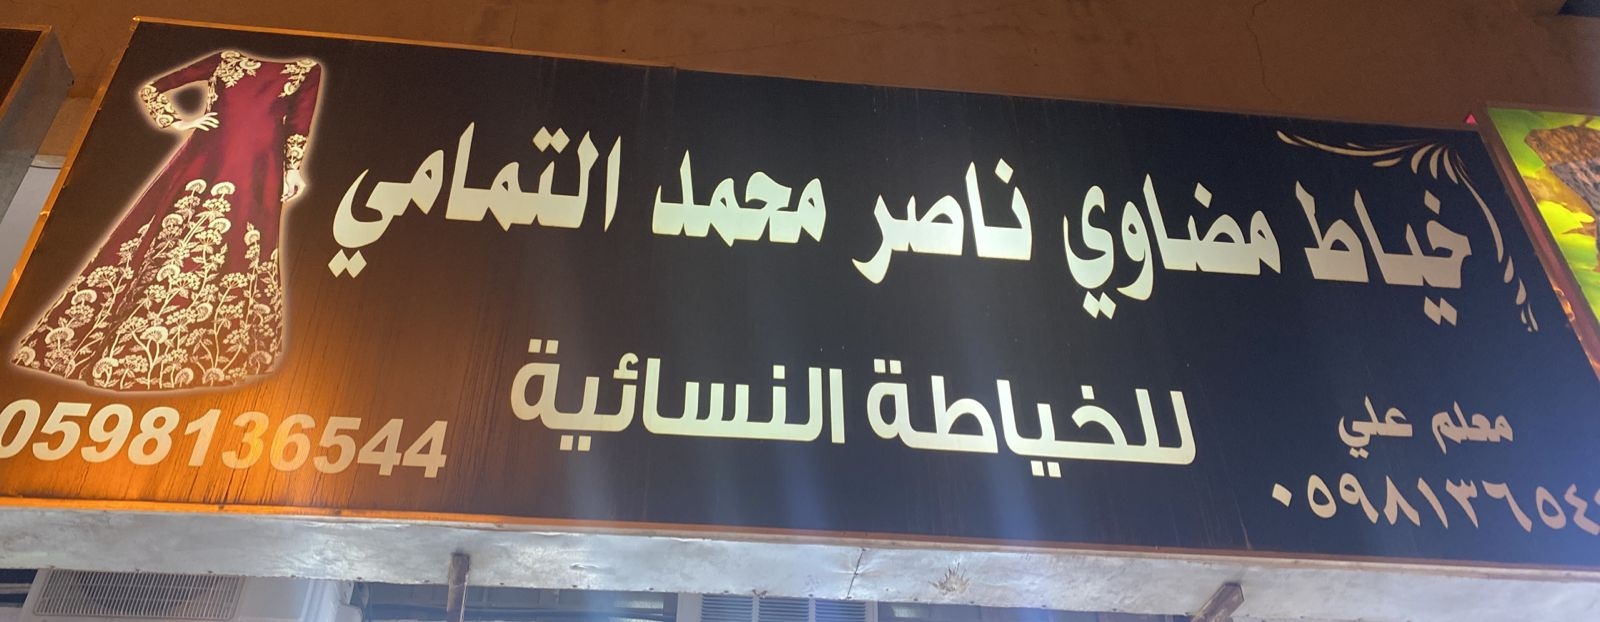 خياط مضاوي ناصر محمد التمامي
للخياطة النسائية
معلم علي
٠٥٩٨١٣٦٥٤٤
0598136544